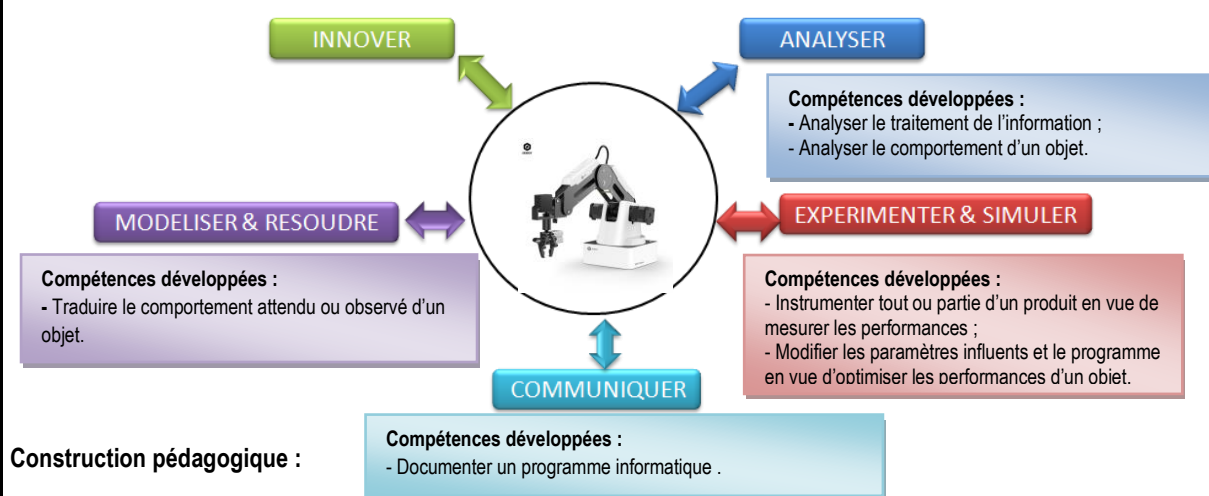 INNOVER
ANALYSER
Compétences développées :
- Analyser le traitement de l'information ;
- Analyser le comportement d'un objet.
MODELISER & RESOUDRE
EXPERIMENTER & SIMULER
Compétences développées :
- Traduire le comportement attendu ou observé d'un
objet.
Compétences développées :
- Instrumenter tout ou partie d'un produit en vue de
mesurer les performances ;
- Modifier les paramètres influents et le programme
en vue d'optimiser les performances d'un objet.
COMMUNIQUER
Compétences développées :
- Documenter un programme informatique .
Construction pédagogique :